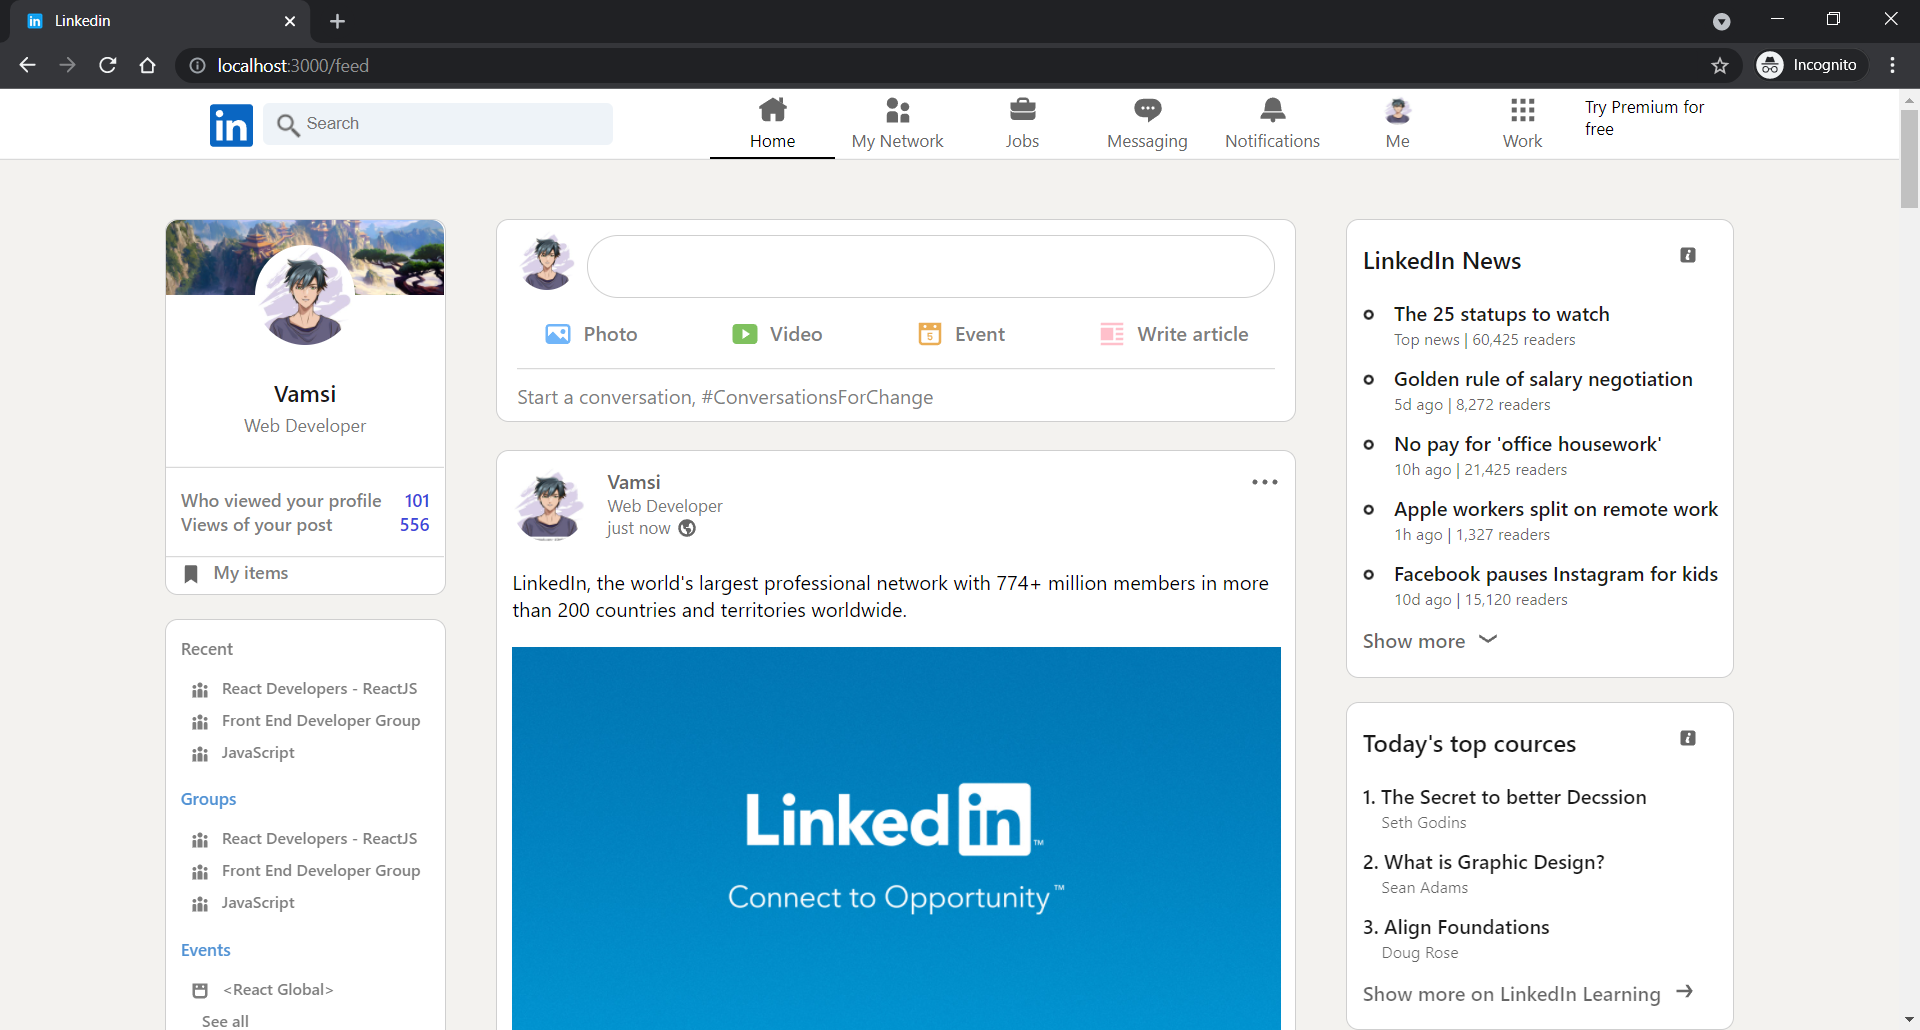 Linkedin
localhost:3000/feed
Incognito
in
Search
Home
My Network
Jobs
Messaging
Notifications
Me
Work
Try Premium for
free
Vamsi
Web Developer
Who viewed your profile 101
Views of your post 556
My items
Recent
React Developers - ReactJS
Front End Developer Group
JavaScript
Groups
React Developers - ReactJS
Front End Developer Group
JavaScript
Events
<React Global>
See all
Photo
Video
5
Event
Write article
Start a conversation, #ConversationsForChange
Vamsi
Web Developer
just now
LinkedIn, the world's largest professional network with 774+ million members in more
than 200 countries and territories worldwide.
LinkedIn™
Connect to Opportunity™
LinkedIn News
The 25 statups to watch
Top news | 60,425 readers
Golden rule of salary negotiation
5d ago | 8,272 readers
No pay for 'office housework'
10h ago | 21,425 readers
Apple workers split on remote work
1h ago | 1,327 readers
Facebook pauses Instagram for kids
10d ago | 15,120 readers
Show more
Today's top cources
1. The Secret to better Decssion
Seth Godins
2. What is Graphic Design?
Sean Adams
3. Align Foundations
Doug Rose
Show more on LinkedIn Learning